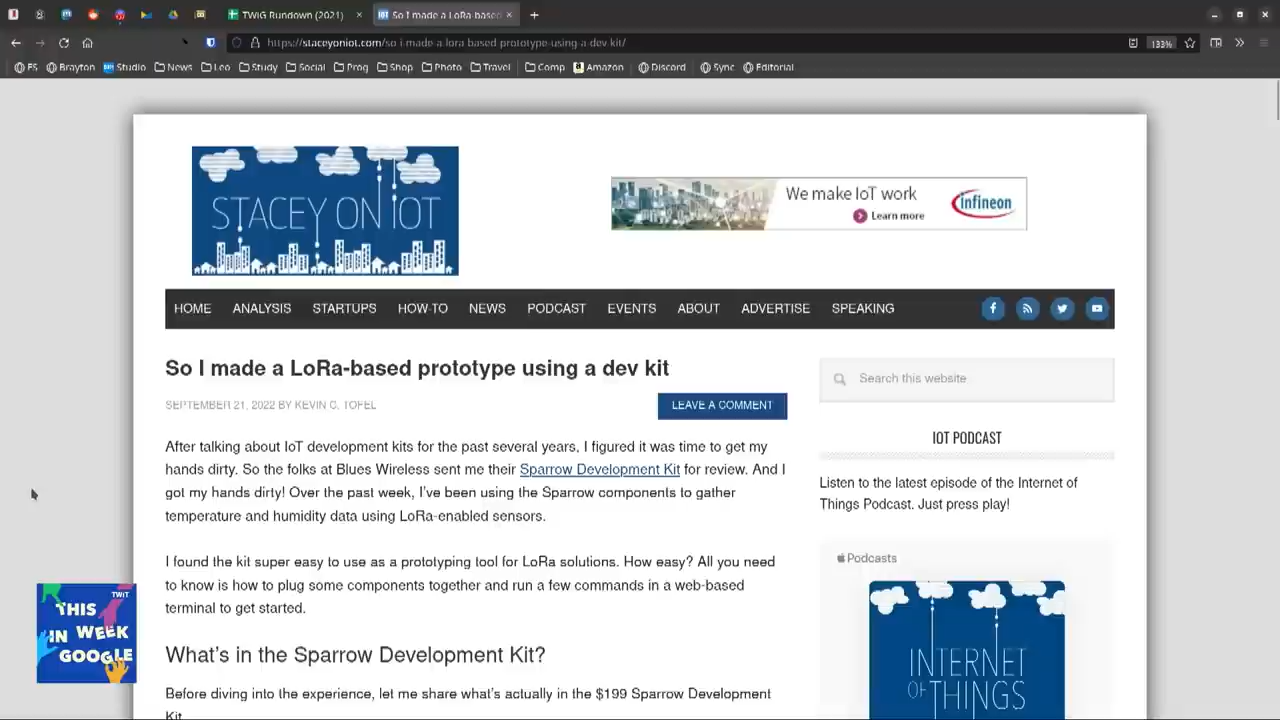 TWiG Rundown (2021)
So I made a LoRa-based
https://staceyoniot.com/so-i-made-a-lora-based-prototype-using-a-dev-kit/
133%
FS Brayton Studio News Leo Study Social Prog Shop Photo Travel Comp Amazon Discord Sync Editorial
STACEY ON IOT
We make IoT work
Learn more
infineon
HOME ANALYSIS STARTUPS HOW-TO NEWS PODCAST EVENTS ABOUT ADVERTISE SPEAKING
So I made a LoRa-based prototype using a dev kit
SEPTEMBER 21, 2022 BY KEVIN C. TOFEL
LEAVE A COMMENT
After talking about IoT development kits for the past several years, I figured it was time to get my
hands dirty. So the folks at Blues Wireless sent me their Sparrow Development Kit for review. And I
got my hands dirty! Over the past week, I've been using the Sparrow components to gather
temperature and humidity data using LoRa-enabled sensors.
I found the kit super easy to use as a prototyping tool for LoRa solutions. How easy? All you need
to know is how to plug some components together and run a few commands in a web-based
terminal to get started.
What's in the Sparrow Development Kit?
Before diving into the experience, let me share what's actually in the $199 Sparrow Development
Kit.
Search this website
IOT PODCAST
Listen to the latest episode of the Internet of
Things Podcast. Just press play!
Podcasts
INTERNET
OF THINGS
TWiT
THIS
IN WEEK
GOOGLE